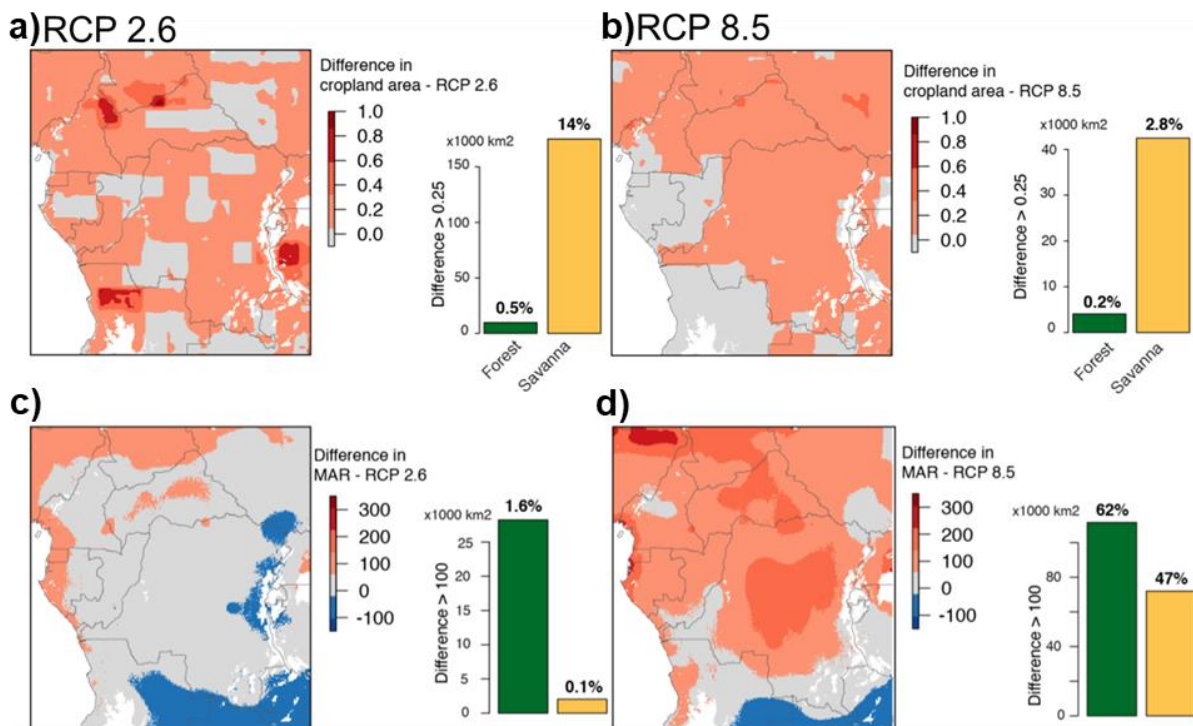 a) RCP 2.6
Difference in
cropland area - RCP 2.6
1.0
0.8
0.6
0.4
0.2
0.0
x1000 km2
14%
0.5%
150
100
50
0
Difference > 0.25
Forest
Savanna
b) RCP 8.5
Difference in
cropland area - RCP 8.5
1.0
0.8
0.6
0.4
0.2
0.0
x1000 km2
2.8%
0.2%
40
30
20
10
0
Difference > 0.25
Forest
Savanna
c)
Difference in
MAR - RCP 2.6
300
200
100
0
-100
x1000 km2
1.6%
0.1%
25
20
15
10
5
0
Difference > 100
d)
Difference in
MAR - RCP 8.5
300
200
100
0
-100
x1000 km2
62%
47%
80
60
40
20
0
Difference > 100